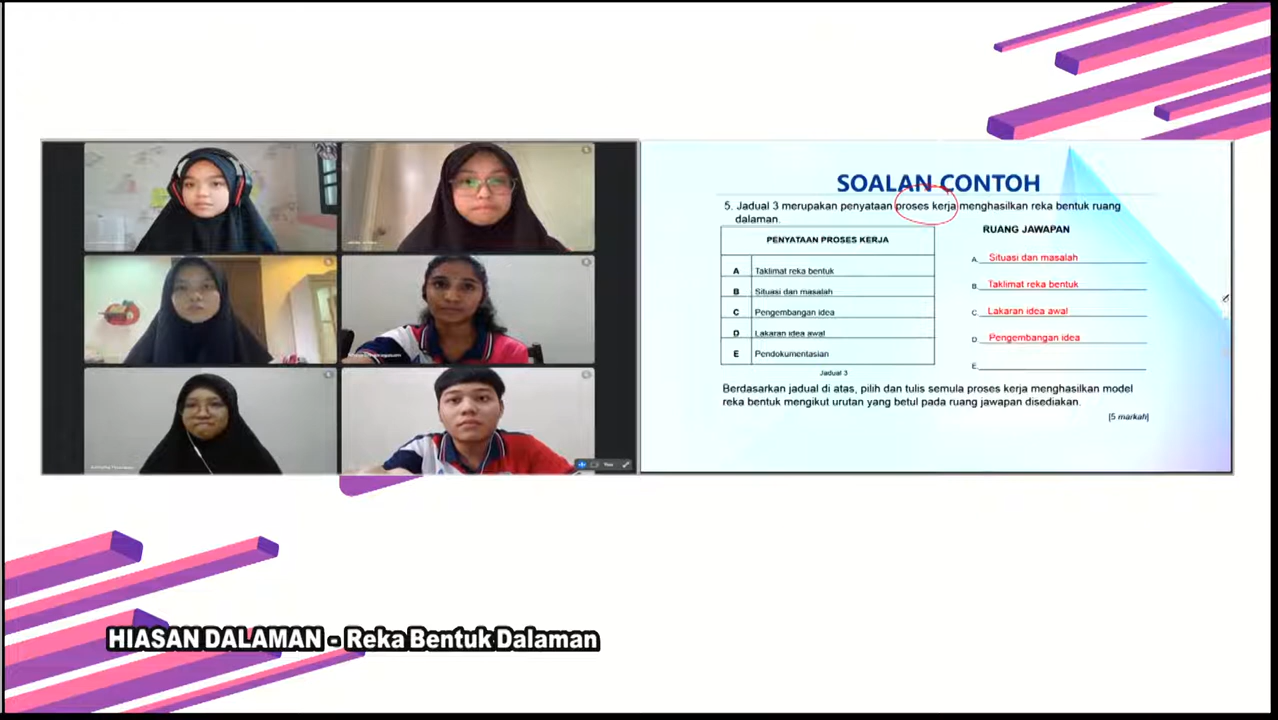 SOALAN CONTOH
5. Jadual 3 merupakan penyataan proses kerja menghasilkan reka bentuk ruang
dalaman.
PENYATAAN PROSES KERJA
A Taklimat reka bentuk
B Situasi dan masalah
C Pengembangan idea
D Lakaran idea awal
E Pendokumentasian
Jadual 3
RUANG JAWAPAN
A. Situasi dan masalah
B. Taklimat reka bentuk
C. Lakaran idea awal
D. Pengembangan idea
E.
Berdasarkan jadual di atas, pilih dan tulis semula proses kerja menghasilkan model
reka bentuk mengikut urutan yang betul pada ruang jawapan disediakan.
[5 markah]
HIASAN DALAMAN - Reka Bentuk Dalaman